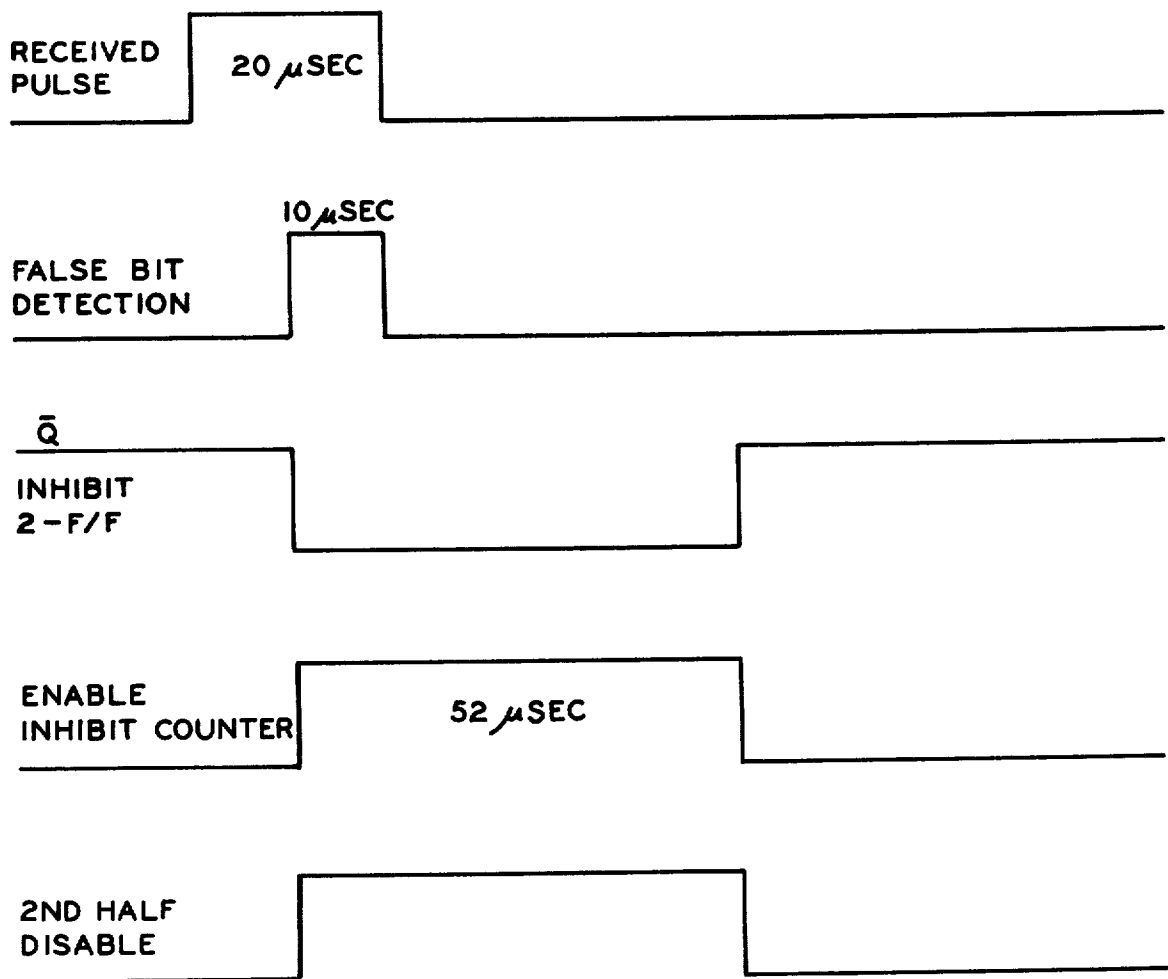 RECEIVED
PULSE
20 μSEC
10 μSEC
FALSE BIT
DETECTION
Q̅
INHIBIT
2-F/F
ENABLE
INHIBIT COUNTER
52 μSEC
2ND HALF
DISABLE